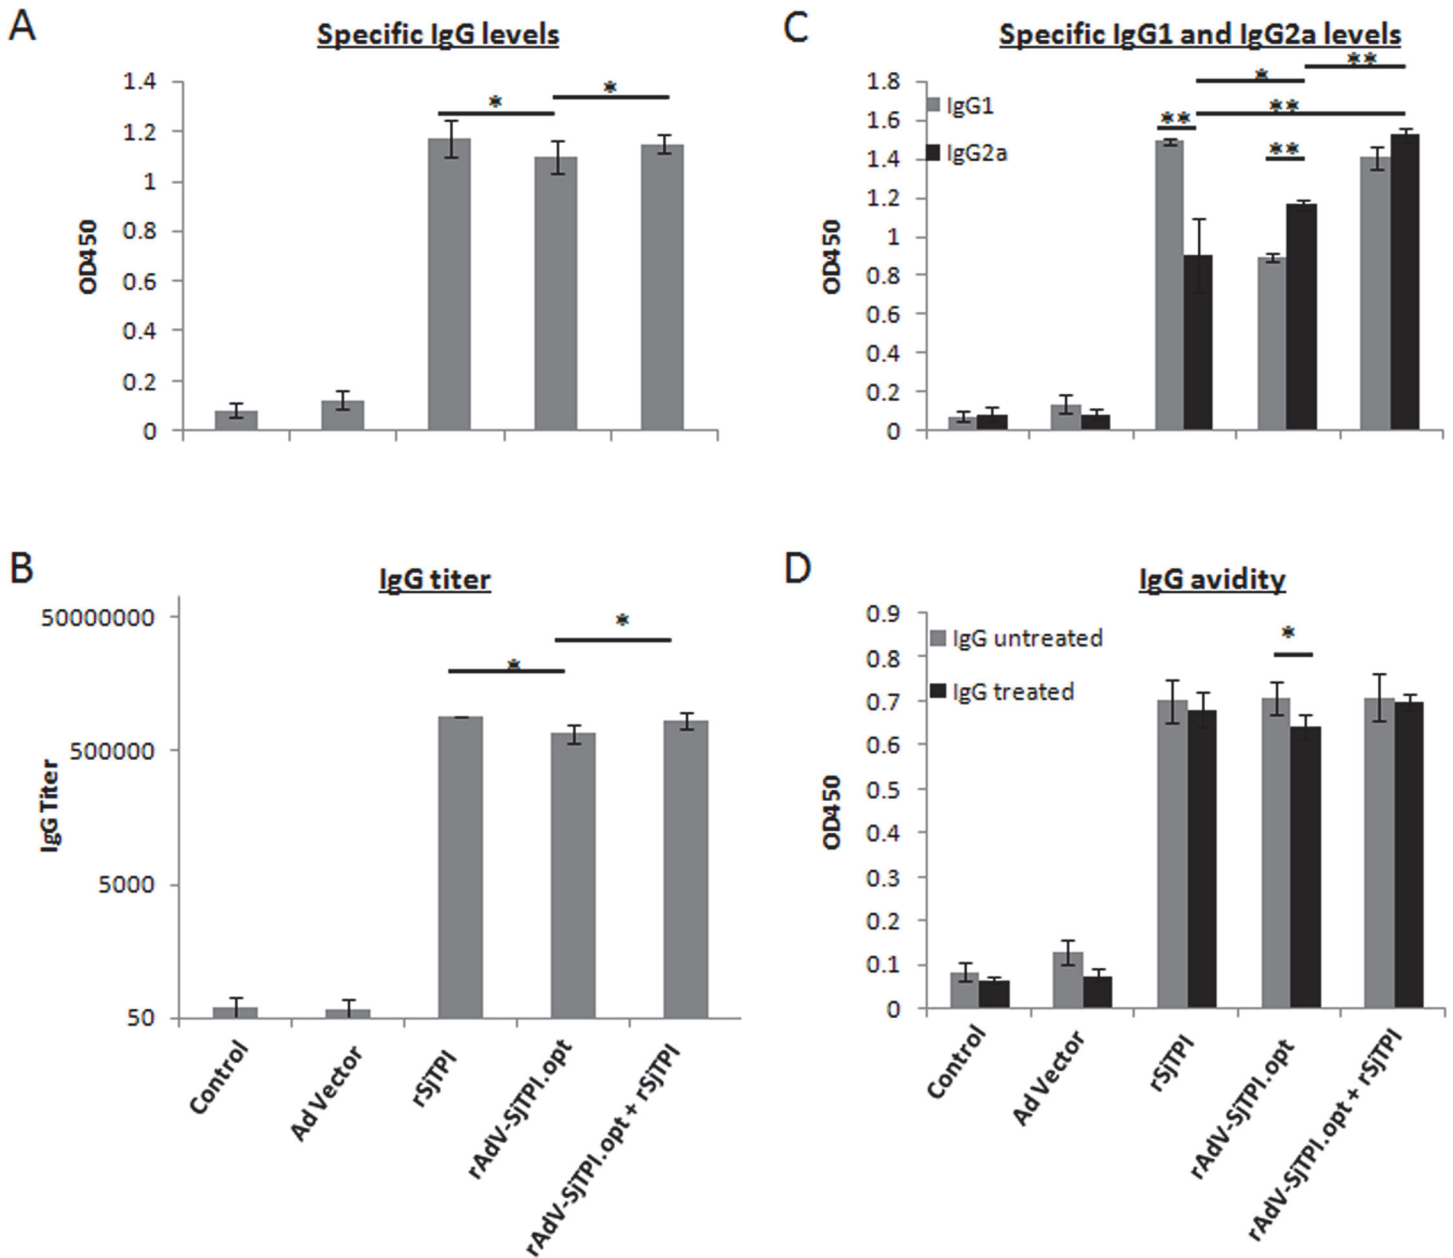 A
Specific IgG levels
1.4
1.2
1
0.8
0.6
0.4
0.2
0
OD450
*
*
B
IgG titer
50000000
500000
5000
50
IgG Titer
*
*
Control
Ad Vector
rSjTPI
rAdV-SjTPI.opt
rAdV-SjTPI.opt + rSjTPI
C
Specific IgG1 and IgG2a levels
1.8
1.6
1.4
1.2
1
0.8
0.6
0.4
0.2
0
OD450
IgG1
IgG2a
*
**
**
**
**
D
IgG avidity
0.9
0.8
0.7
0.6
0.5
0.4
0.3
0.2
0.1
0
OD450
IgG untreated
IgG treated
*
Control
Ad Vector
rSjTPI
rAdV-SjTPI.opt
rAdV-SjTPI.opt + rSjTPI